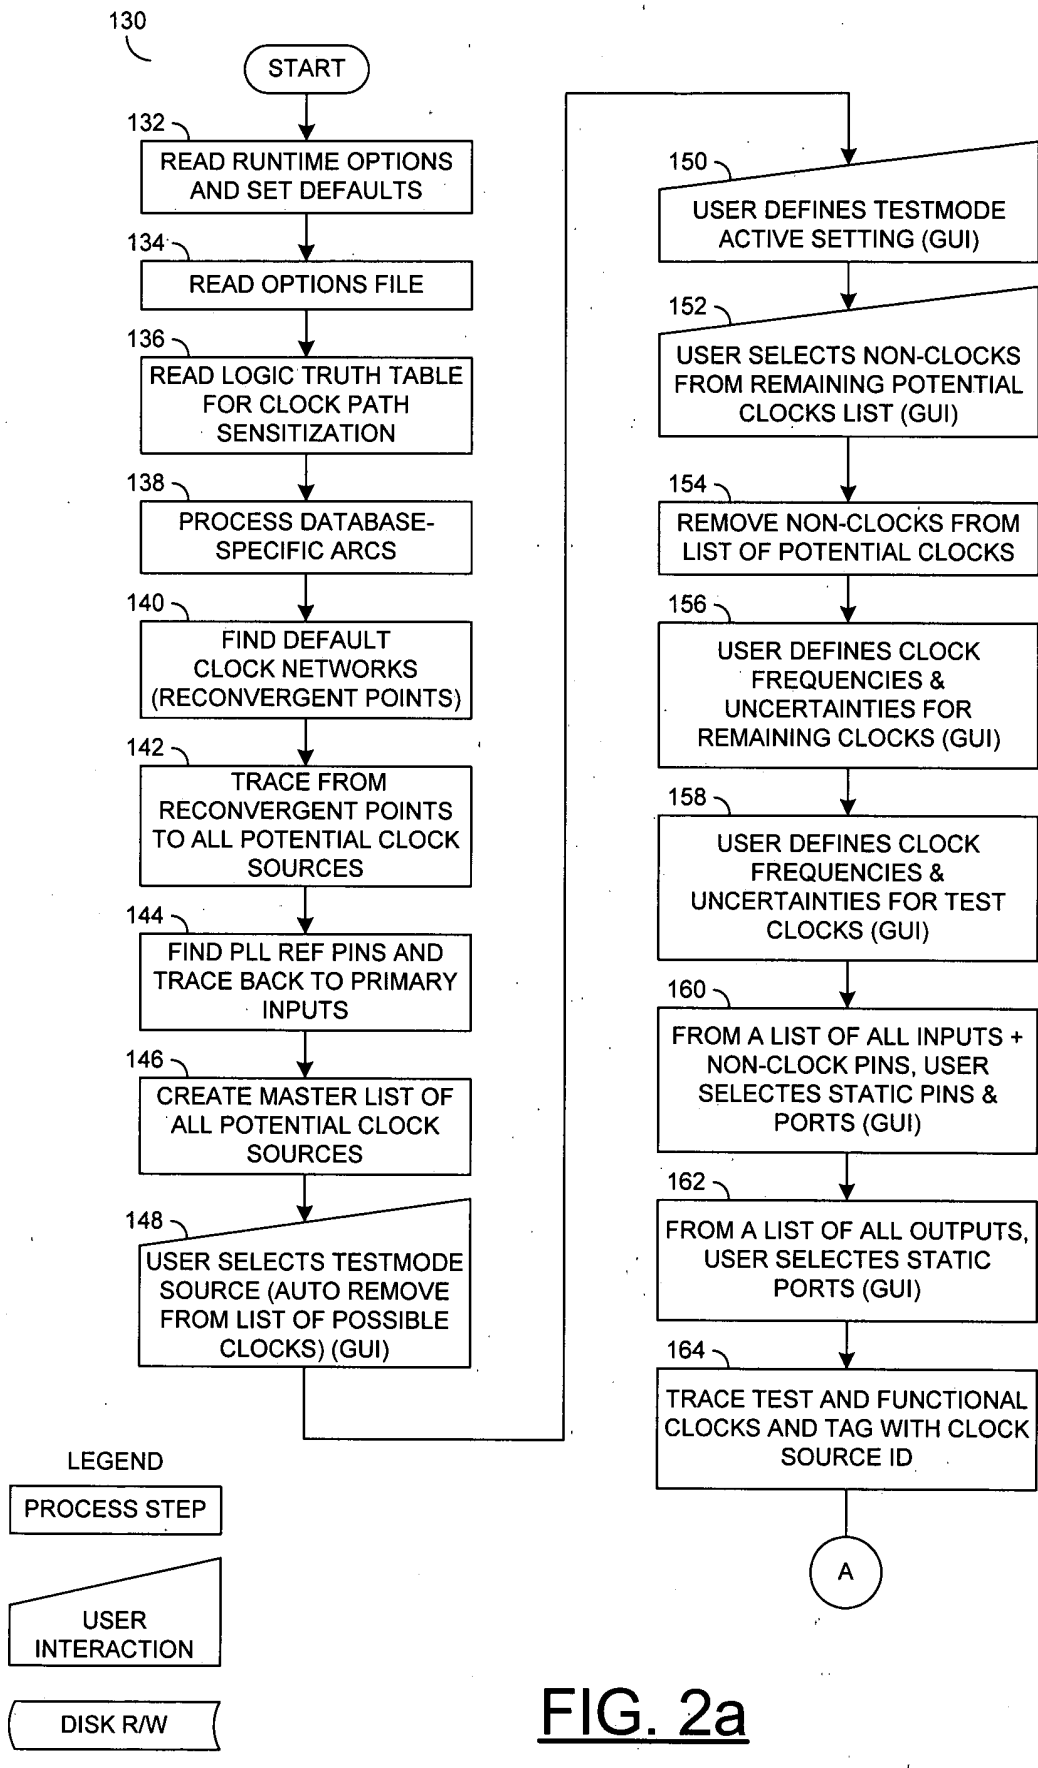 130
START
132
READ RUNTIME OPTIONS
AND SET DEFAULTS
134
READ OPTIONS FILE
136
READ LOGIC TRUTH TABLE
FOR CLOCK PATH
SENSITIZATION
138
PROCESS DATABASE-
SPECIFIC ARCS
140
FIND DEFAULT
CLOCK NETWORKS
(RECONVERGENT POINTS)
142
TRACE FROM
RECONVERGENT POINTS
TO ALL POTENTIAL CLOCK
SOURCES
144
FIND PLL REF PINS AND
TRACE BACK TO PRIMARY
INPUTS
146
CREATE MASTER LIST OF
ALL POTENTIAL CLOCK
SOURCES
148
USER SELECTS TESTMODE
SOURCE (AUTO REMOVE
FROM LIST OF POSSIBLE
CLOCKS) (GUI)
150
USER DEFINES TESTMODE
ACTIVE SETTING (GUI)
152
USER SELECTS NON-CLOCKS
FROM REMAINING POTENTIAL
CLOCKS LIST (GUI)
154
REMOVE NON-CLOCKS FROM
LIST OF POTENTIAL CLOCKS
156
USER DEFINES CLOCK
FREQUENCIES &
UNCERTAINTIES FOR
REMAINING CLOCKS (GUI)
158
USER DEFINES CLOCK
FREQUENCIES &
UNCERTAINTIES FOR TEST
CLOCKS (GUI)
160
FROM A LIST OF ALL INPUTS +
NON-CLOCK PINS, USER
SELECTES STATIC PINS &
PORTS (GUI)
162
FROM A LIST OF ALL OUTPUTS,
USER SELECTES STATIC
PORTS (GUI)
164
TRACE TEST AND FUNCTIONAL
CLOCKS AND TAG WITH CLOCK
SOURCE ID
A
LEGEND
PROCESS STEP
USER
INTERACTION
DISK R/W
FIG. 2a